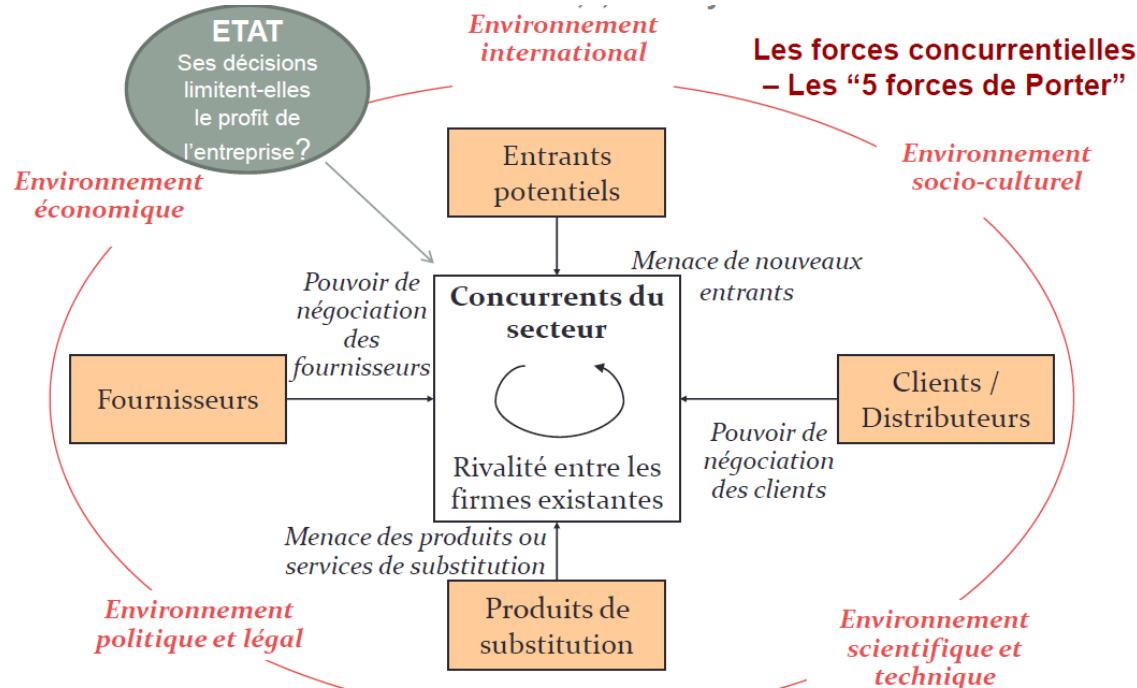 Environnement
international
Les forces concurrentielles
– Les “5 forces de Porter”
ETAT
Ses décisions
limitent-elles
le profit de
l’entreprise?
Environnement
économique
Entrants
potentiels
Environnement
socio-culturel
Pouvoir de
négociation
des
fournisseurs
Menace de nouveaux
entrants
Concurrents du
secteur
Rivalité entre les
firmes existantes
Fournisseurs
Clients /
Distributeurs
Pouvoir de
négociation
des clients
Menace des produits ou
services de substitution
Produits de
substitution
Environnement
politique et légal
Environnement
scientifique et
technique